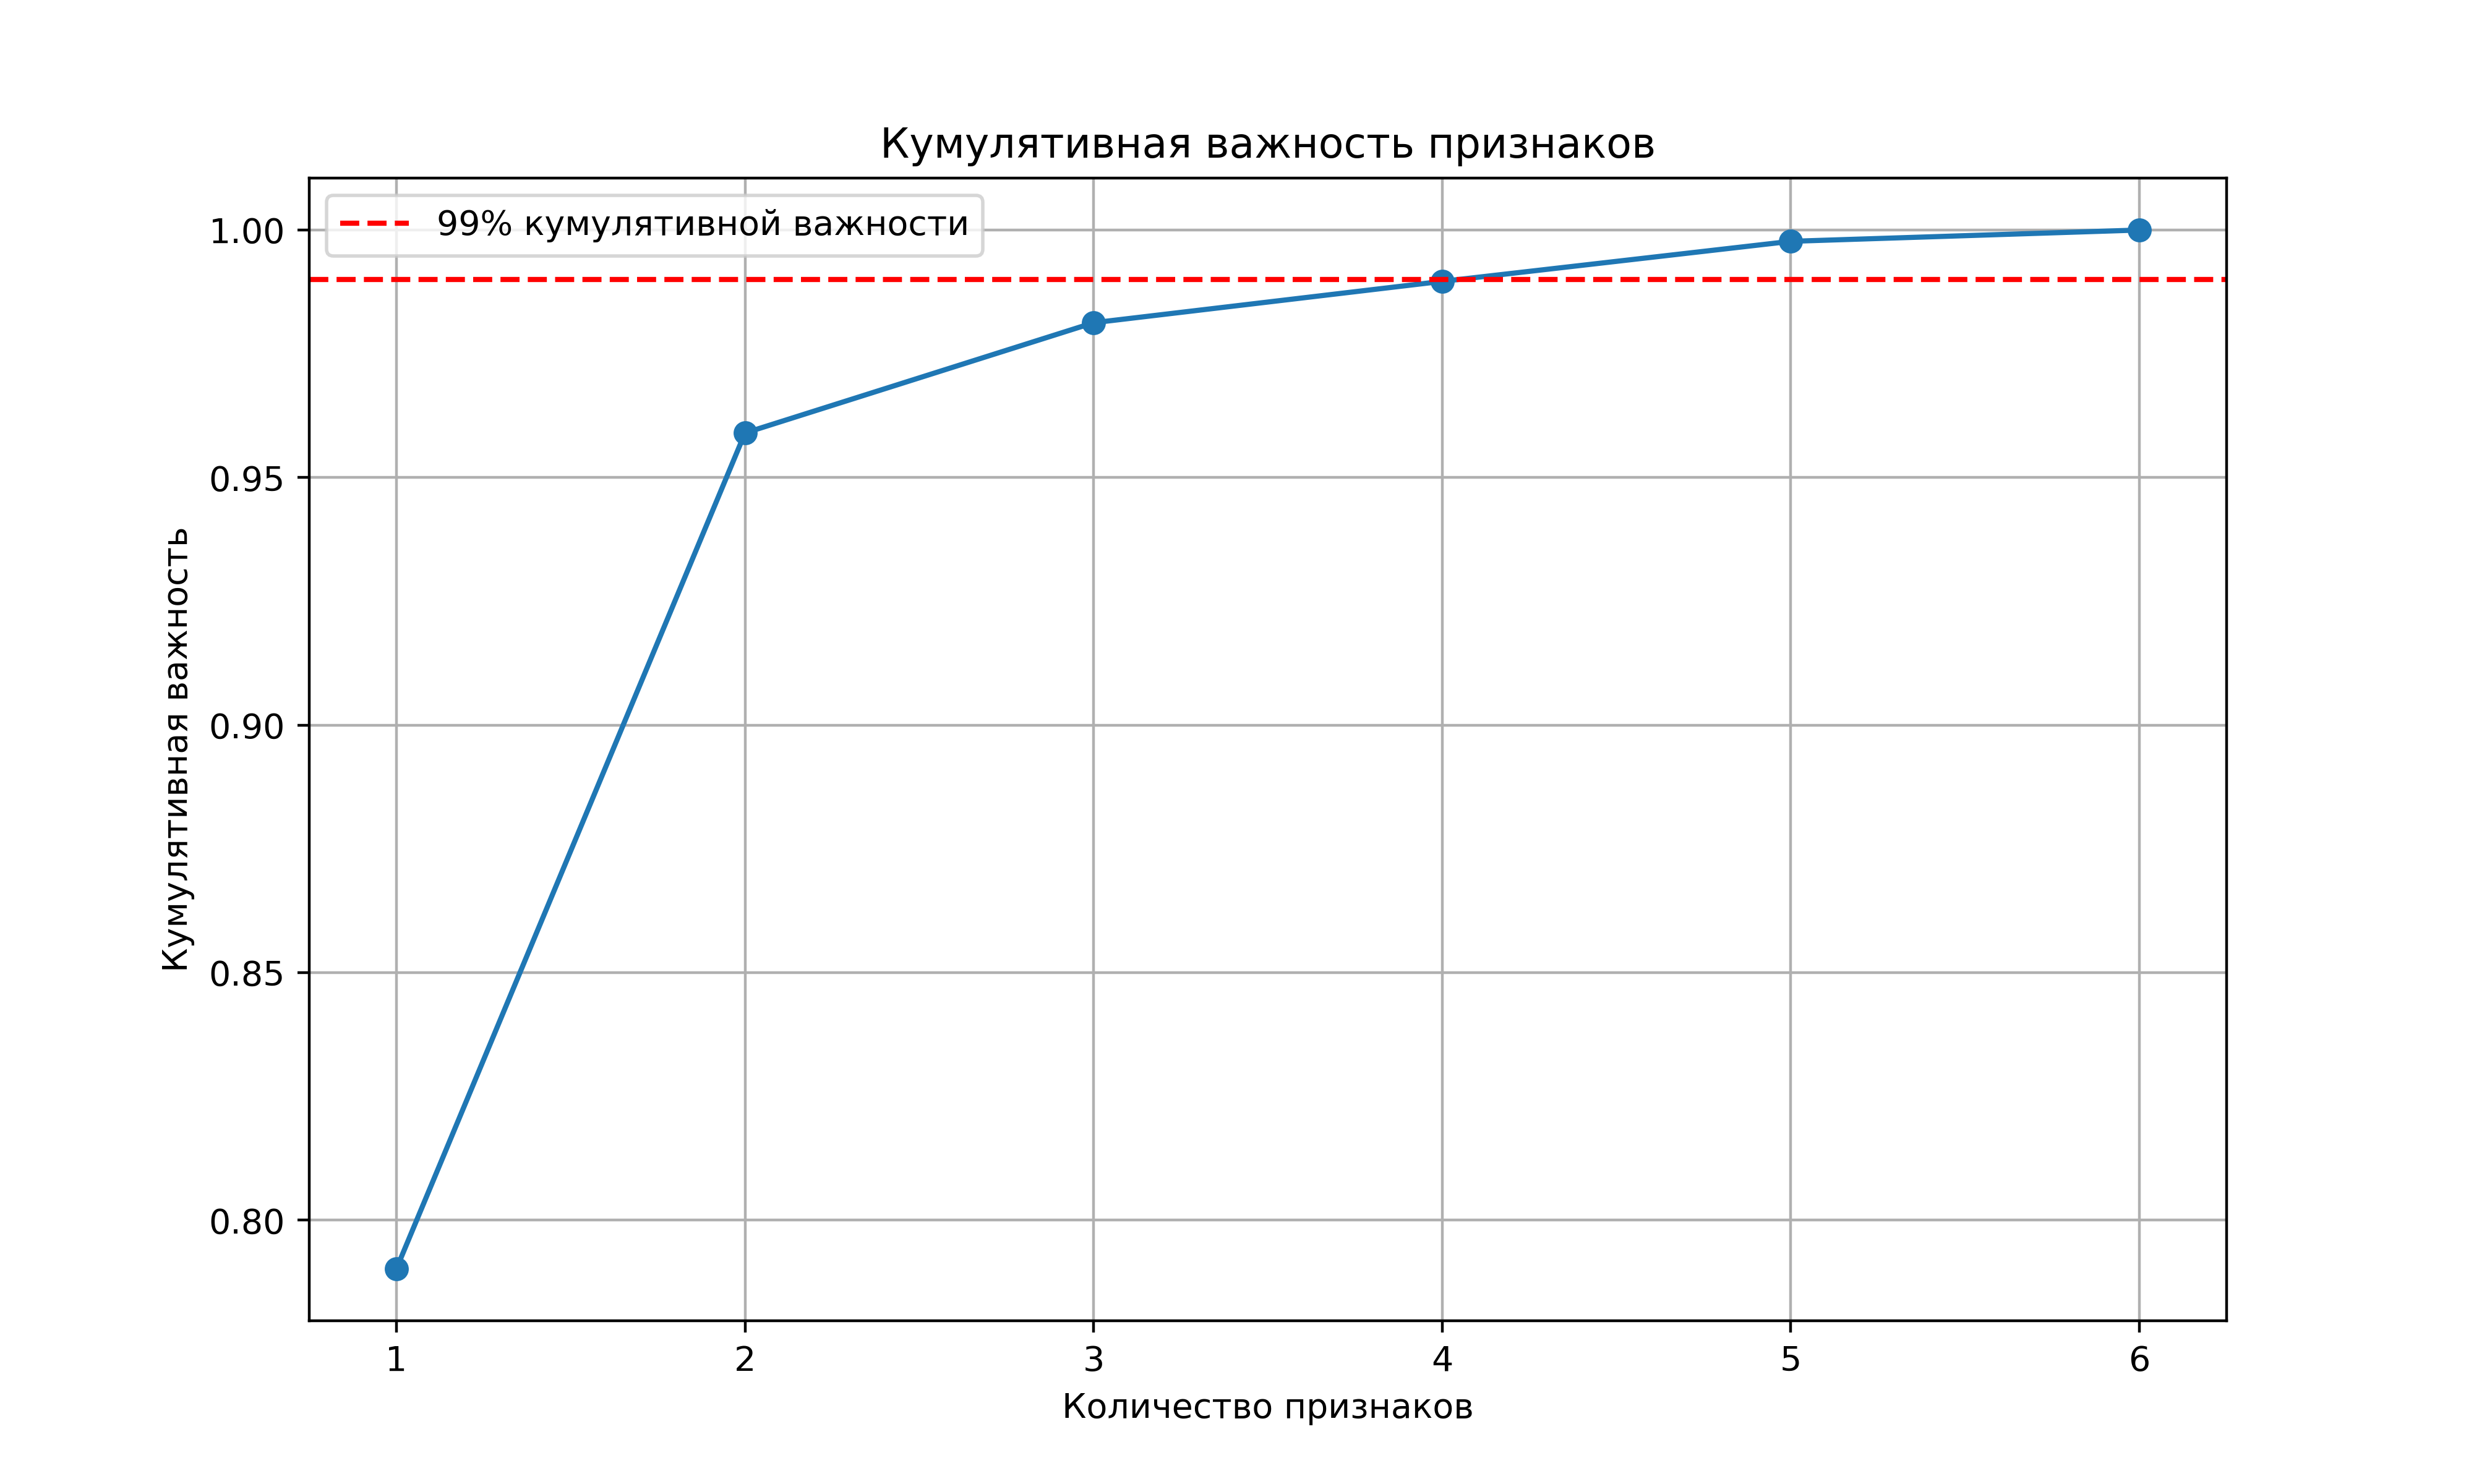 Кумулятивная важность признаков
99% кумулятивной важности
1.00
0.95
0.90
0.85
0.80
Кумулятивная важность
1 2 3 4 5 6
Количество признаков